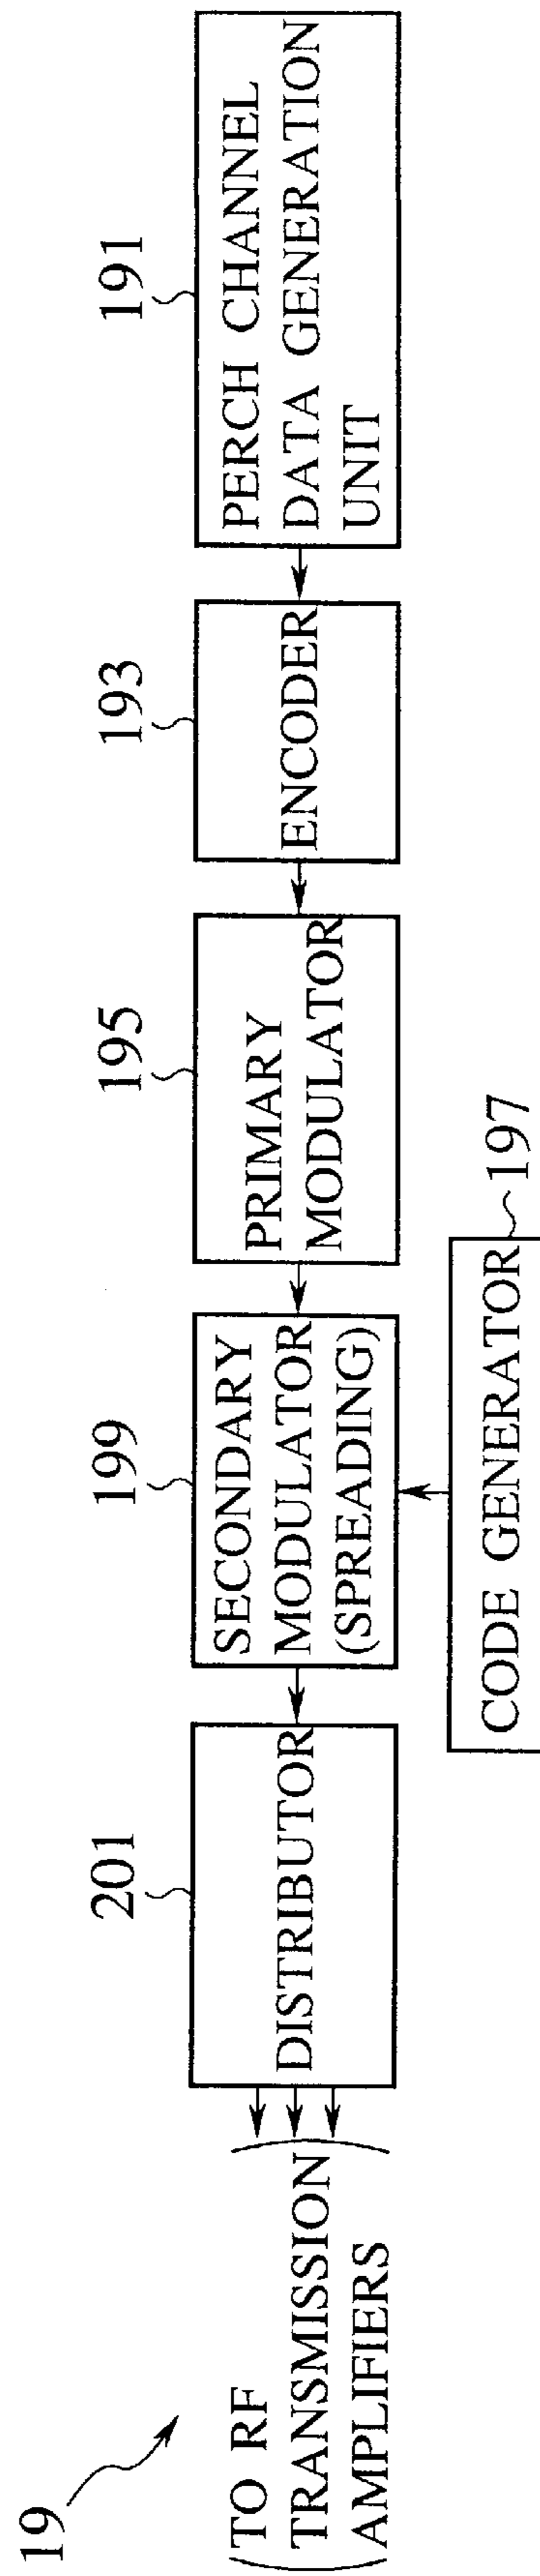 19
(TO RF
TRANSMISSION
AMPLIFIERS)
201
DISTRIBUTOR
199
SECONDARY
MODULATOR
(SPREADING)
197
CODE GENERATOR
195
PRIMARY
MODULATOR
193
ENCODER
191
PERCH CHANNEL
DATA GENERATION
UNIT